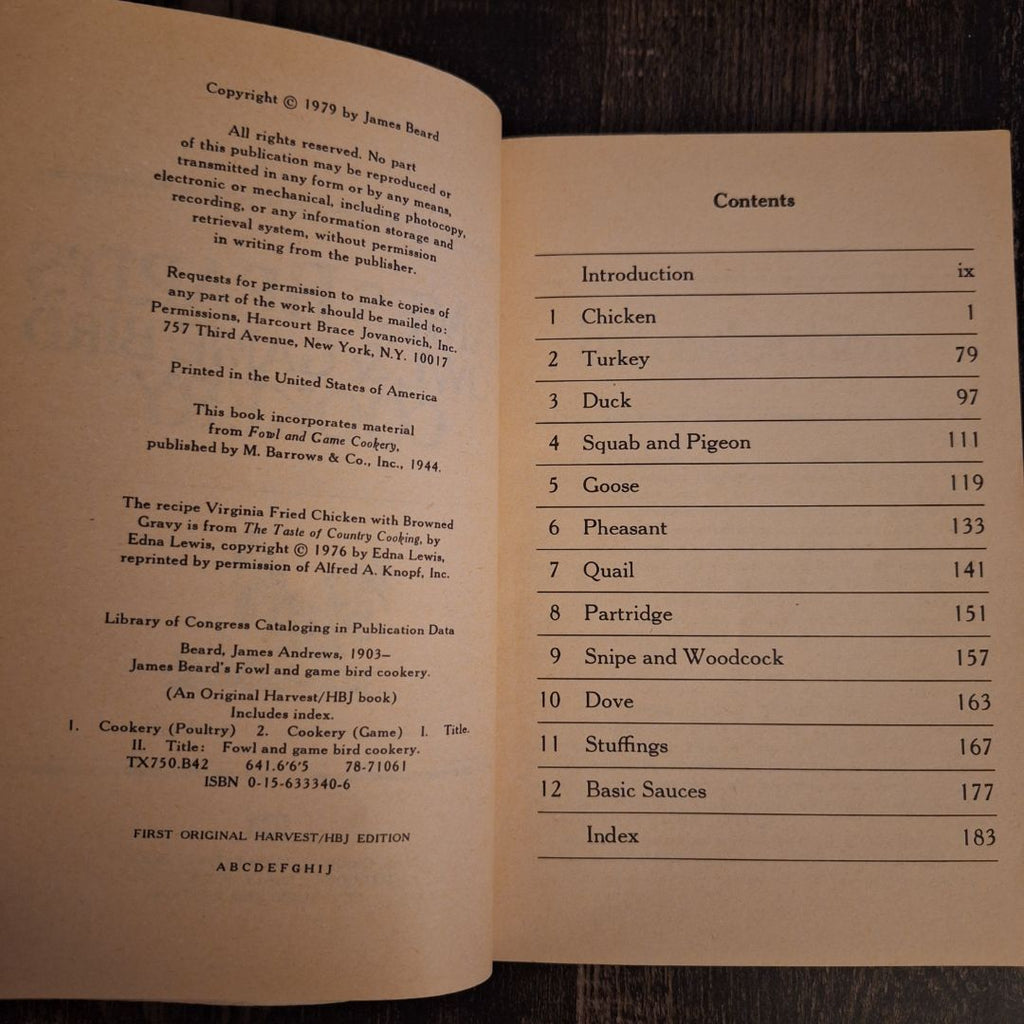 Copyright © 1979 by James Beard
All rights reserved. No part
of this publication may be reproduced or
transmitted in any form or by any means,
electronic or mechanical, including photocopy,
recording, or any information storage and
retrieval system, without permission
in writing from the publisher.
Requests for permission to make copies of
any part of the work should be mailed to:
Permissions, Harcourt Brace Jovanovich, Inc.
757 Third Avenue, New York, N.Y. 10017
Printed in the United States of America
This book incorporates material
from Fowl and Game Cookery,
published by M. Barrows & Co., Inc., 1944.
The recipe Virginia Fried Chicken with Browned
Gravy is from The Taste of Country Cooking, by
Edna Lewis, copyright © 1976 by Edna Lewis,
reprinted by permission of Alfred A. Knopf, Inc.
Library of Congress Cataloging in Publication Data
Beard, James Andrews, 1903–
James Beard's Fowl and game bird cookery.
(An Original Harvest/HBJ book)
Includes index.
1. Cookery (Poultry) 2. Cookery (Game) I. Title.
II. Title: Fowl and game bird cookery.
TX750.B42 641.6'6'5 78-71061
ISBN 0-15-633340-6
FIRST ORIGINAL HARVEST/HBJ EDITION
A B C D E F G H I J
Contents
Introduction ix
1 Chicken 1
2 Turkey 79
3 Duck 97
4 Squab and Pigeon 111
5 Goose 119
6 Pheasant 133
7 Quail 141
8 Partridge 151
9 Snipe and Woodcock 157
10 Dove 163
11 Stuffings 167
12 Basic Sauces 177
Index 183